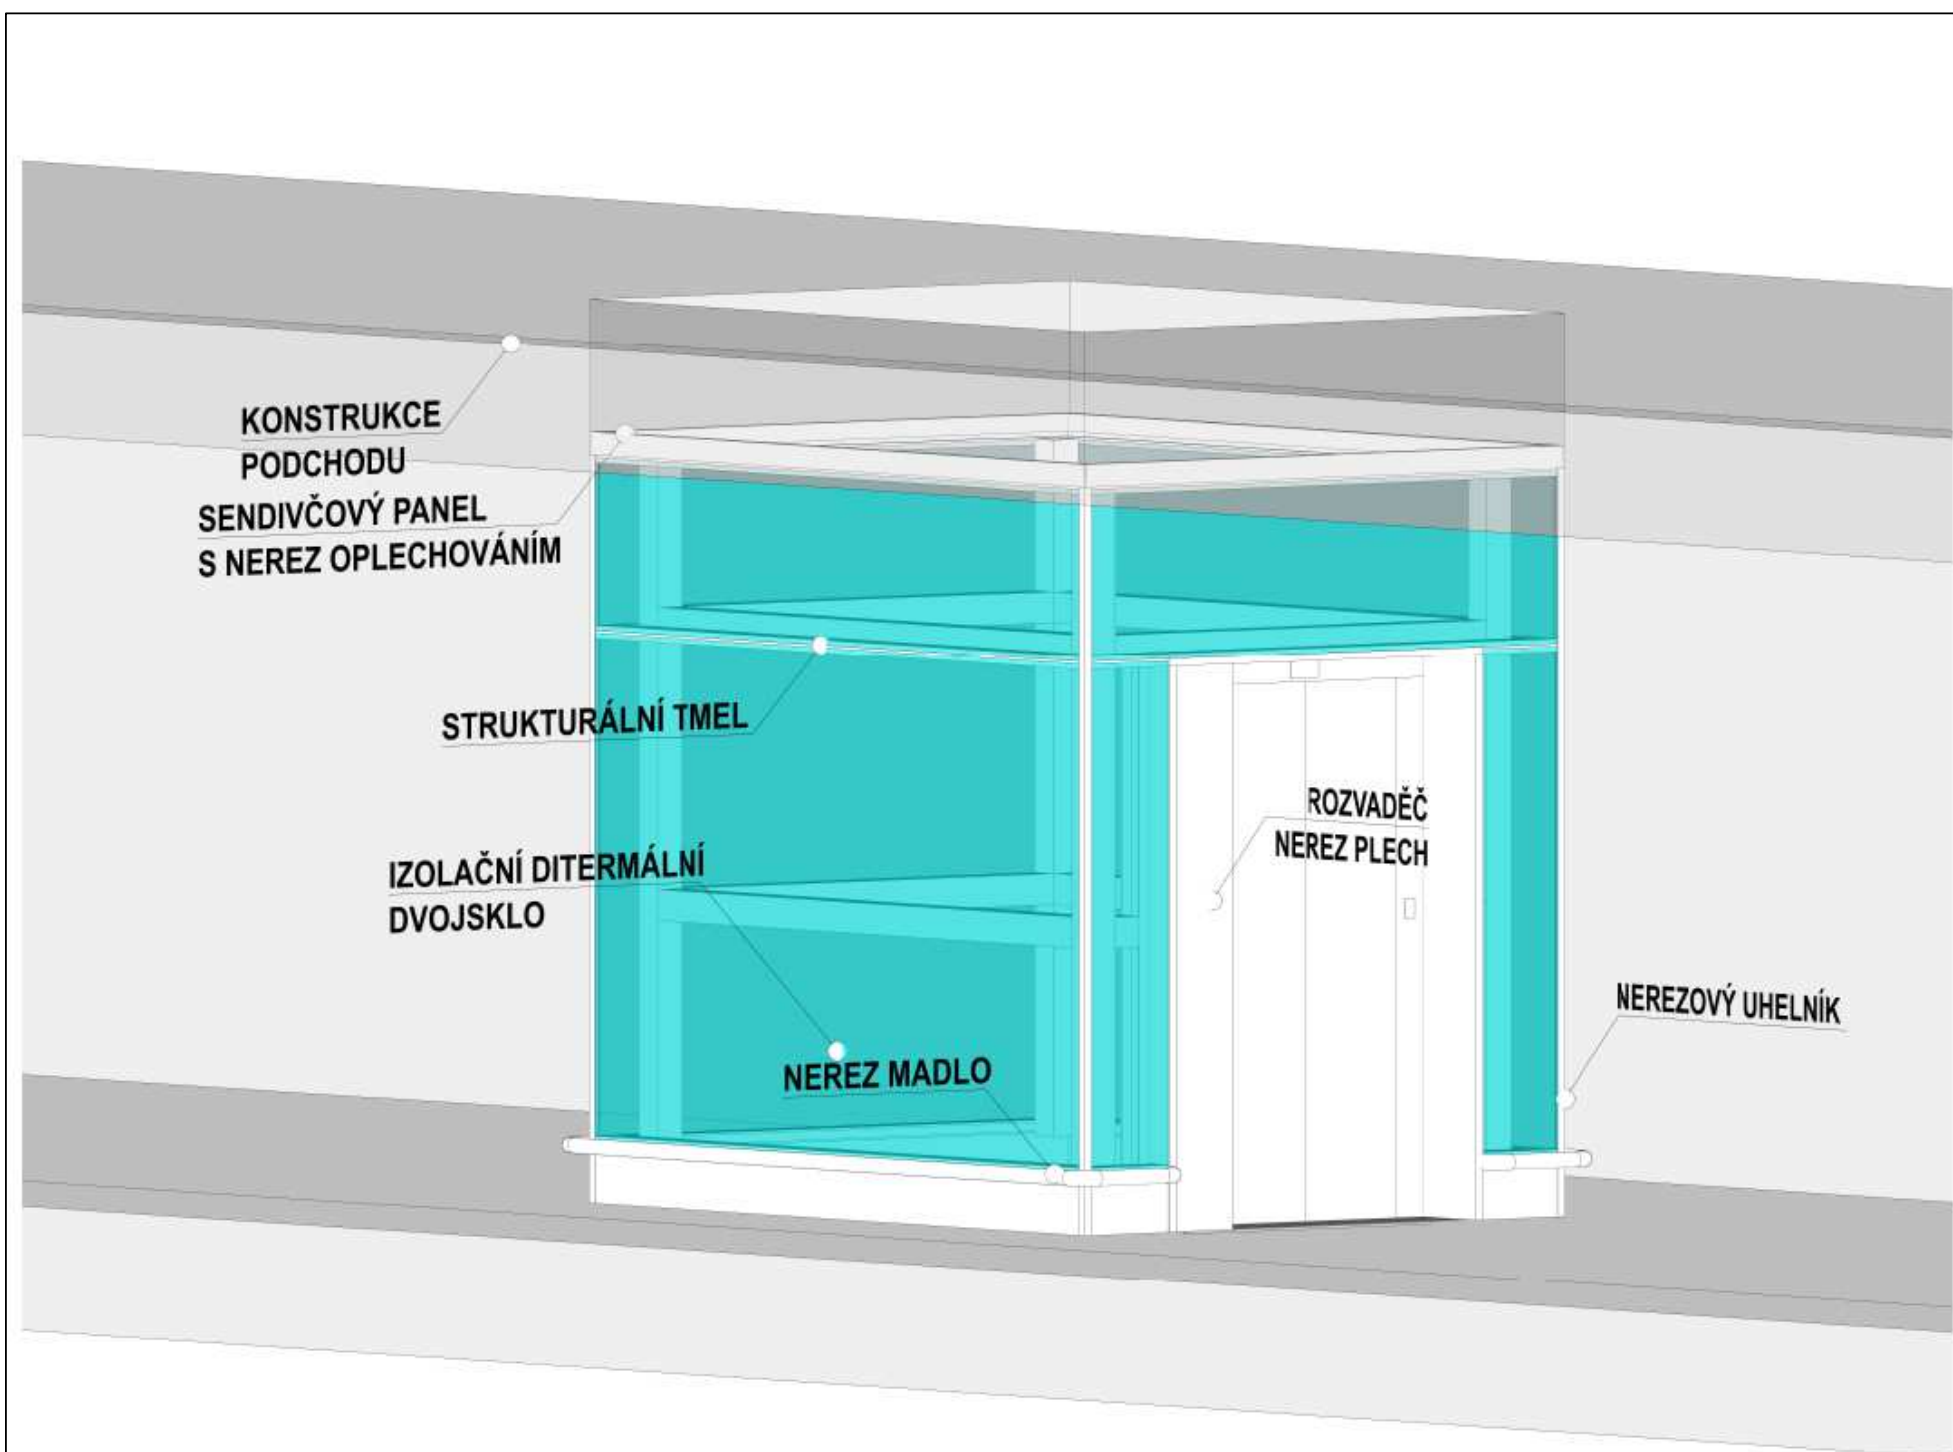 KONSTRUKCE
PODCHODU
SENDIVČOVÝ PANEL
S NEREZ OPLECHOVÁNÍM
STRUKTURÁLNÍ TMEL
ROZVADĚČ
NEREZ PLECH
IZOLAČNÍ DITERMÁLNÍ
DVOJSKLO
NEREZOVÝ UHELNÍK
NEREZ MADLO